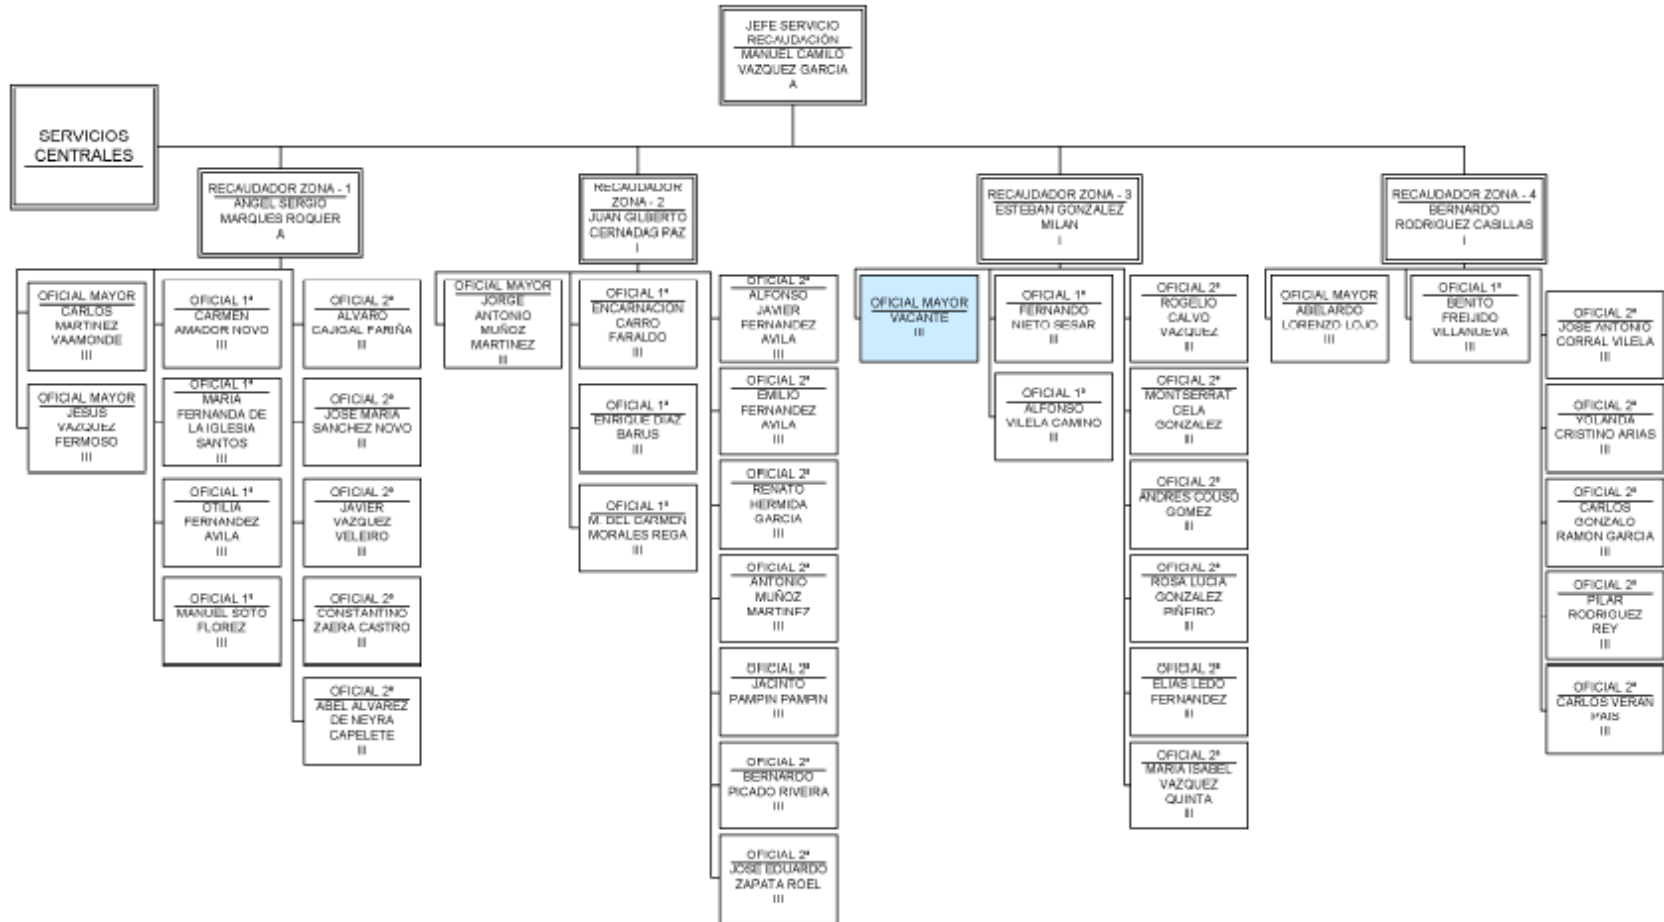 JEFE SERVICIO
RECAUDACIÓN
MANUEL CAMILO
VAZQUEZ GARCIA
A
SERVICIOS
CENTRALES
RECAUDADOR ZONA - 1
ANGEL SERGIO
MARQUES ROQUER
A
RECAUDADOR
ZONA - 2
JUAN GILBERTO
CERNADAS PAZ
I
RECAUDADOR ZONA - 3
ESTEBAN GONZALEZ
MILAN
I
RECAUDADOR ZONA - 4
BERNARDO
RODRIGUEZ CASILLAS
I
OFICIAL MAYOR
CARLOS
MARTINEZ
VAAMONDE
III
OFICIAL MAYOR
JESUS
VAZQUEZ
FERMOSO
III
OFICIAL 1ª
CARMEN
AMADOR NOVO
III
OFICIAL 1ª
MARIA
FERNANDA DE
LA IGLESIA
SANTOS
III
OFICIAL 1ª
OTILIA
FERNANDEZ
AVILA
III
OFICIAL 1ª
MANUEL SOTO
FLOREZ
III
OFICIAL 2ª
ALVARO
CAJIGAL FARIÑA
III
OFICIAL 2ª
JOSE MARIA
SANCHEZ NOVO
III
OFICIAL 2ª
JAVIER
VAZQUEZ
VELEIRO
III
OFICIAL 2ª
CONSTANTINO
ZAERA CASTRO
III
OFICIAL 2ª
ABEL ALVAREZ
DE NEYRA
CAPELETE
III
OFICIAL MAYOR
JORGE
ANTONIO
MUÑOZ
MARTINEZ
III
OFICIAL 1ª
ENCARNACION
CARRO
FARALDO
III
OFICIAL 1ª
ENRIQUE DIAZ
BARUS
III
OFICIAL 1ª
M. DEL CARMEN
MORALES REGA
III
OFICIAL 2ª
ALFONSO
JAVIER
FERNANDEZ
AVILA
III
OFICIAL 2ª
EMILIO
FERNANDEZ
AVILA
III
OFICIAL 2ª
RENATO
HERMIDA
GARCIA
III
OFICIAL 2ª
ANTONIO
MUÑOZ
MARTINEZ
III
OFICIAL 2ª
JACINTO
PAMPIN PAMPIN
III
OFICIAL 2ª
BERNARDO
PICADO RIVEIRA
III
OFICIAL 2ª
JOSE EDUARDO
ZAPATA ROEL
III
OFICIAL MAYOR
VACANTE
III
OFICIAL 1ª
FERNANDO
NIETO SESAR
III
OFICIAL 1ª
ALFONSO
VILELA CAMINO
III
OFICIAL 2ª
ROGELIO
CALVO
VAZQUEZ
III
OFICIAL 2ª
MONTSERRAT
CELA
GONZALEZ
III
OFICIAL 2ª
ANDRES COUSO
GOMEZ
III
OFICIAL 2ª
ROSA LUCIA
GONZALEZ
PIÑEIRO
III
OFICIAL 2ª
ELIAS LEDO
FERNANDEZ
III
OFICIAL 2ª
MARIA ISABEL
VAZQUEZ
QUINTA
III
OFICIAL MAYOR
ABELARDO
LORENZO LOJO
III
OFICIAL 1ª
BENITO
FREIJIDO
VILLANUEVA
III
OFICIAL 2ª
JOSE ANTONIO
CORRAL VILELA
III
OFICIAL 2ª
YOLANDA
CRISTINO ARIAS
III
OFICIAL 2ª
CARLOS
GONZALO
RAMON GARCIA
III
OFICIAL 2ª
PILAR
RODRIGUEZ
REY
III
OFICIAL 2ª
CARLOS VERAN
PAIS
III